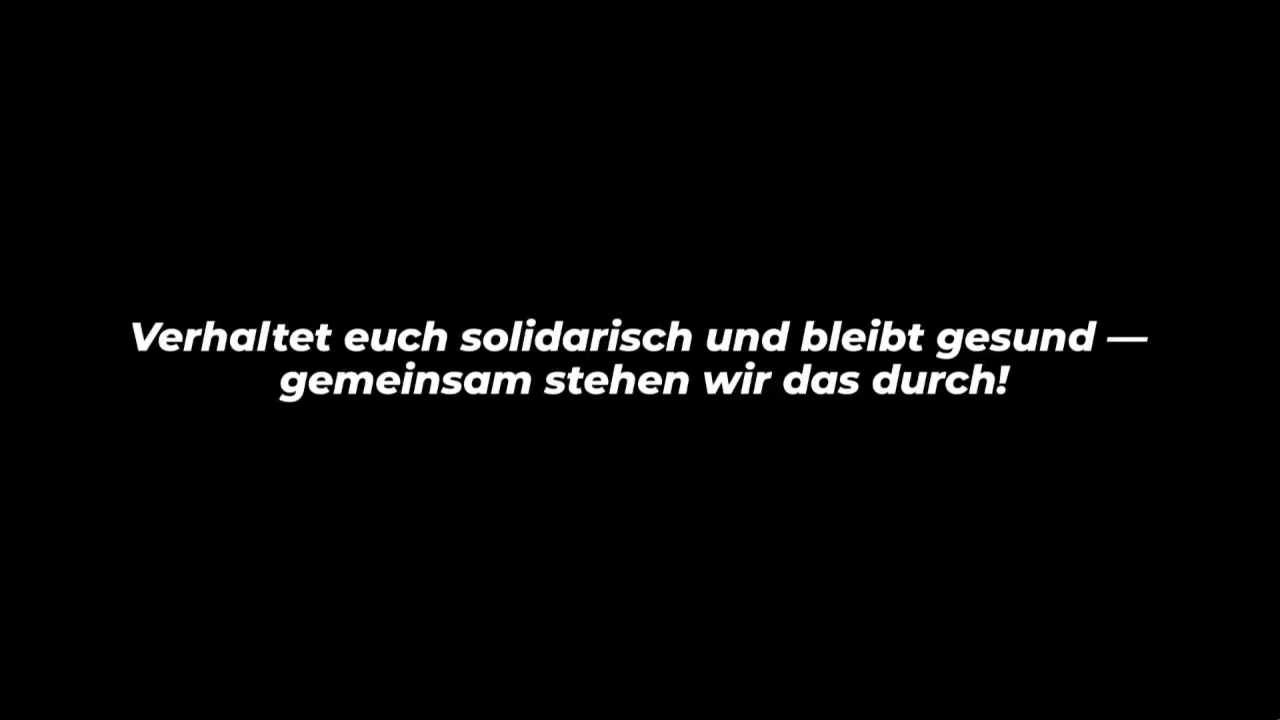 Verhaltet euch solidarisch und bleibt gesund —
gemeinsam stehen wir das durch!